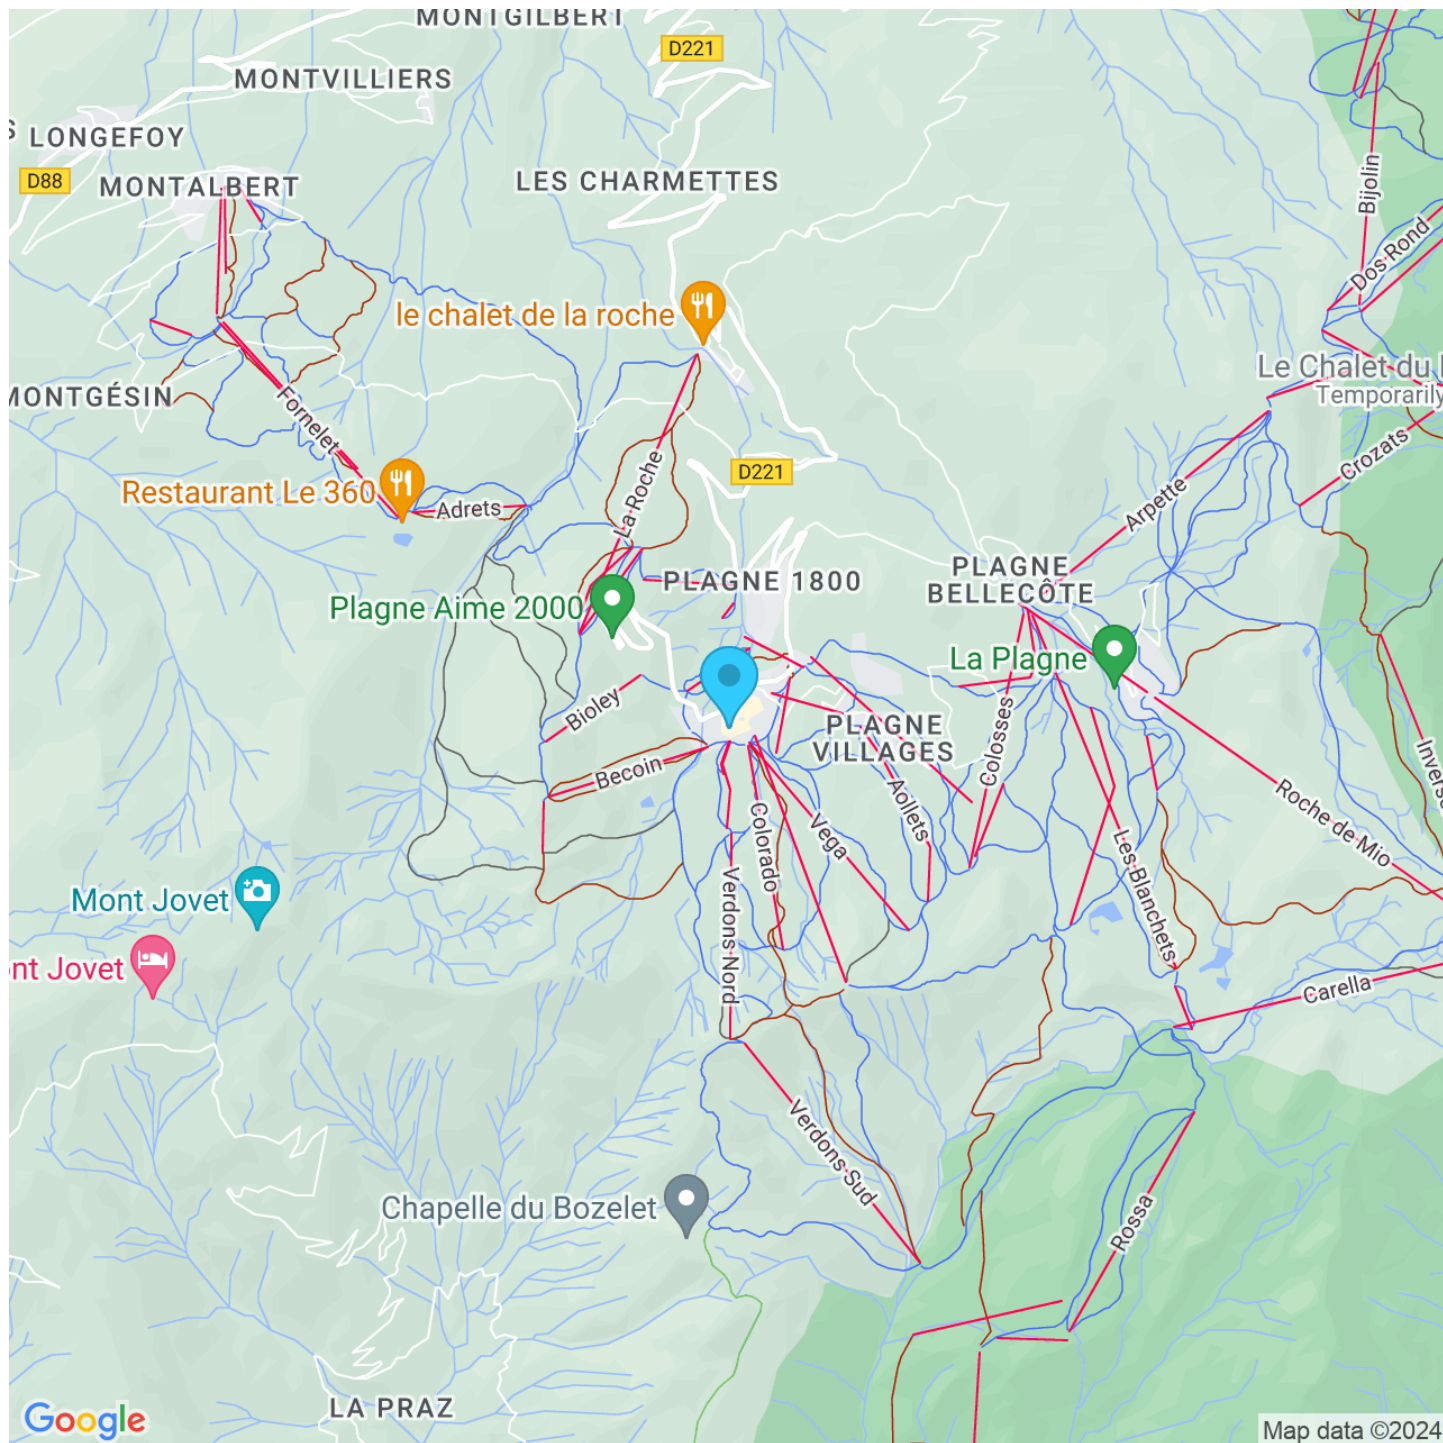 MONTGILBERT
D221
MONTVILLIERS
LONGEFOY
D88
MONTALBERT
LES CHARMETTES
Bijolin
Dos Rond
le chalet de la roche
Le Chalet du
Temporarily
MONTGÉSIN
Fornelet
Crozats
Restaurant Le 360
Adrets
La Roche
D221
Arpette
PLAGNE 1800
PLAGNE
BELLECÔTE
Plagne Aime 2000
La Plagne
Bioley
PLAGNE
VILLAGES
Colosses
Becoin
Aollets
Roche de Mio
Colorado
Vega
Les Blanchets
Verdons Nord
Mont Jovet
nt Jovet
Carella
Verdons Sud
Chapelle du Bozelet
Rossa
LA PRAZ
Google
Map data ©2024